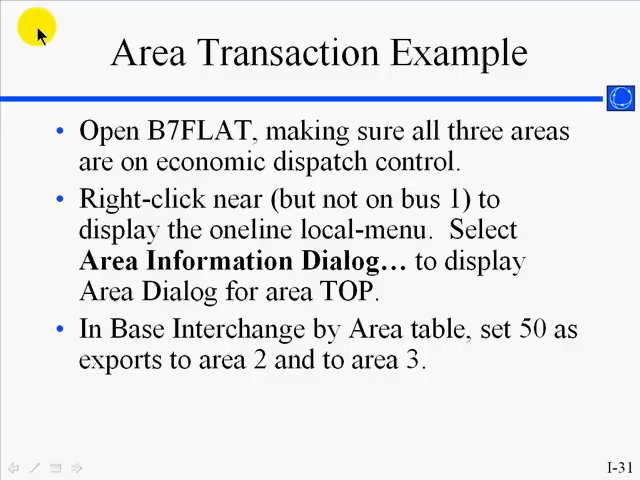 Area Transaction Example
• Open B7FLAT, making sure all three areas
are on economic dispatch control.
• Right-click near (but not on bus 1) to
display the oneline local-menu.  Select
Area Information Dialog… to display
Area Dialog for area TOP.
• In Base Interchange by Area table, set 50 as
exports to area 2 and to area 3.
I-31